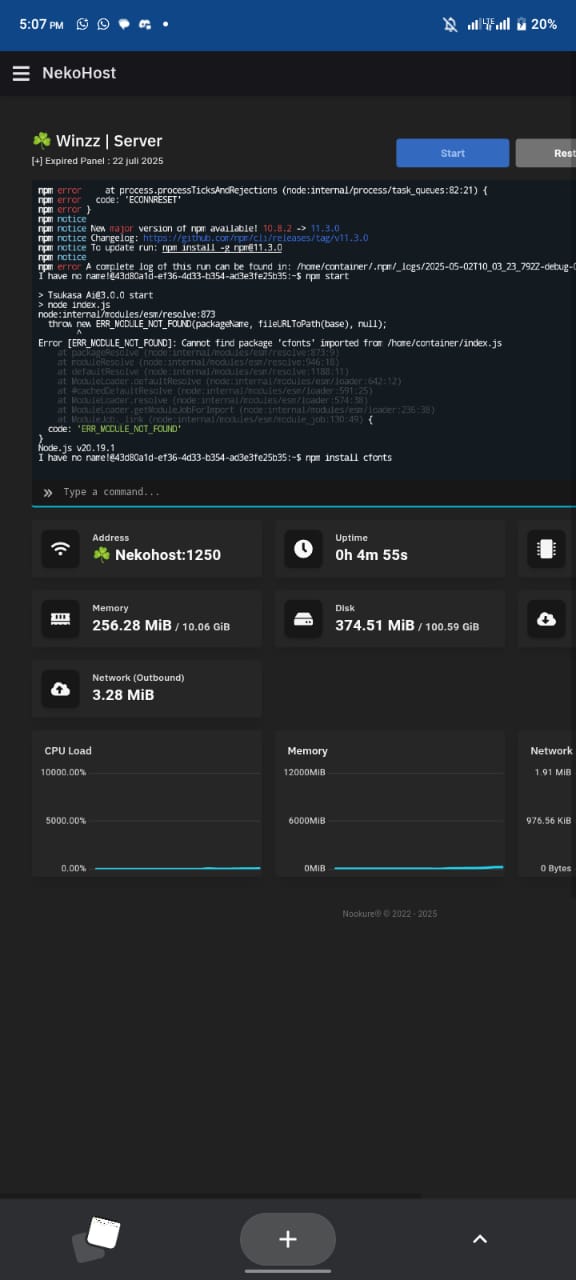 5:07 PM
LTE
20%
NekoHost
☘️ Winzz | Server
[+] Expired Panel : 22 juli 2025
Start
Rest
npm error at process.processTicksAndRejections (node:internal/process/task_queues:82:21) {
npm error code: 'ECONNRESET'
npm error }
npm notice
npm notice New major version of npm available! 10.8.2 -> 11.3.0
npm notice Changelog: https://github.com/npm/cli/releases/tag/v11.3.0
npm notice To update run: npm install -g npm@11.3.0
npm notice
npm error A complete log of this run can be found in: /home/container/.npm/_logs/2025-05-02T10_03_23_792Z-debug-0
I have no name!@43d80a1d-ef36-4d33-b354-ad3e3fe25b35:~$ npm start
> Tsukasa Ai@3.0.0 start
> node index.js
node:internal/modules/esm/resolve:873
throw new ERR_MODULE_NOT_FOUND(packageName, fileURLToPath(base), null);
^
Error [ERR_MODULE_NOT_FOUND]: Cannot find package 'cfonts' imported from /home/container/index.js
at packageResolve (node:internal/modules/esm/resolve:873:9)
at moduleResolve (node:internal/modules/esm/resolve:946:18)
at defaultResolve (node:internal/modules/esm/resolve:1188:11)
at ModuleLoader.defaultResolve (node:internal/modules/esm/loader:642:12)
at #cachedDefaultResolve (node:internal/modules/esm/loader:591:25)
at ModuleLoader.resolve (node:internal/modules/esm/loader:574:38)
at ModuleLoader.getModuleJobForImport (node:internal/modules/esm/loader:236:38)
at ModuleJob._link (node:internal/modules/esm/module_job:130:49) {
code: 'ERR_MODULE_NOT_FOUND'
}
Node.js v20.19.1
I have no name!@43d80a1d-ef36-4d33-b354-ad3e3fe25b35:~$ npm install cfonts
» Type a command...
Address
☘️ Nekohost:1250
Uptime
0h 4m 55s
Memory
256.28 MiB / 10.06 GiB
Disk
374.51 MiB / 100.59 GiB
Network (Outbound)
3.28 MiB
CPU Load
10000.00%
5000.00%
0.00%
Memory
12000MiB
6000MiB
0MiB
Network
1.91 MiB
976.56 KiB
0 Bytes
Nookure® © 2022 - 2025